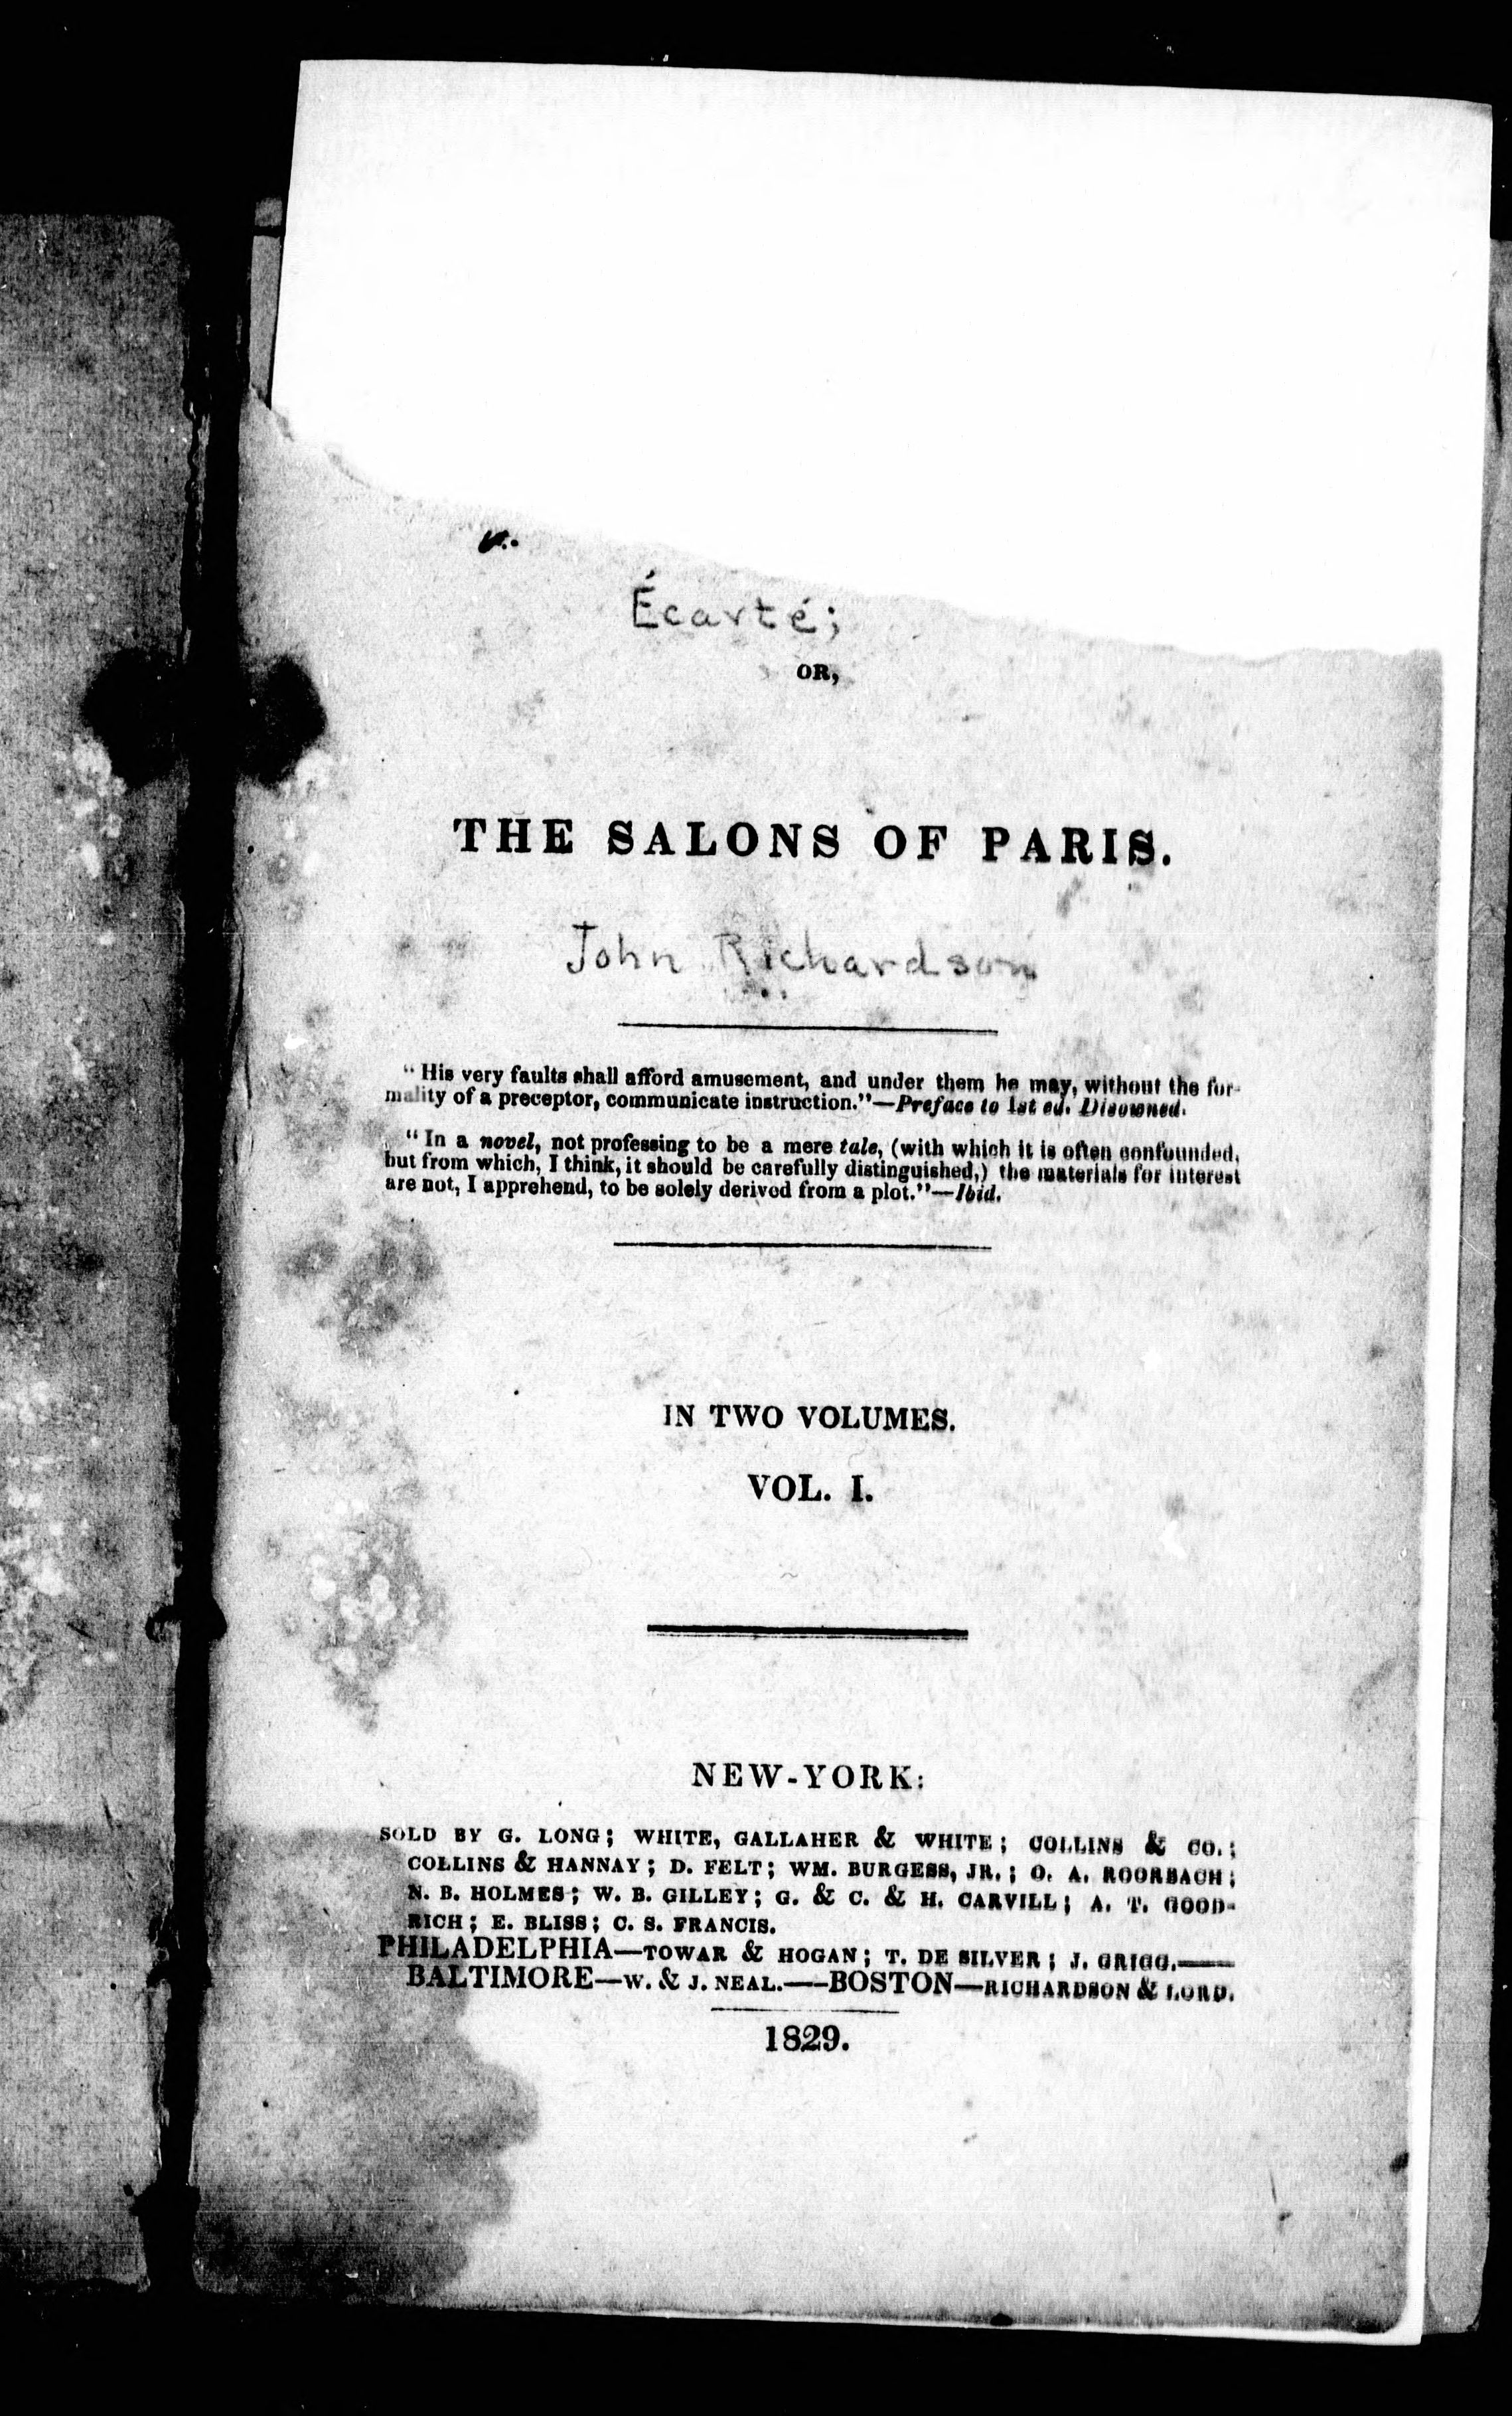 Écarté;
OR,
THE SALONS OF PARIS.
John Richardson
“His very faults shall afford amusement, and under them he may, without the for-
mality of a preceptor, communicate instruction.”—Preface to 1st ed. Disowned.
“In a novel, not professing to be a mere tale, (with which it is often confounded,
but from which, I think, it should be carefully distinguished,) the materials for interest
are not, I apprehend, to be solely derived from a plot.”—Ibid.
IN TWO VOLUMES.
VOL. I.
NEW-YORK:
SOLD BY G. LONG; WHITE, GALLAHER & WHITE; COLLINS & CO.;
COLLINS & HANNAY; D. FELT; WM. BURGESS, JR.; O. A. ROORBACH;
N. B. HOLMES; W. B. GILLEY; G. & C. & H. CARVILL; A. T. GOOD-
RICH; E. BLISS; C. S. FRANCIS.
PHILADELPHIA—TOWAR & HOGAN; T. DE SILVER; J. GRIGG.——
BALTIMORE—W. & J. NEAL.——BOSTON—RICHARDSON & LORD.
1829.